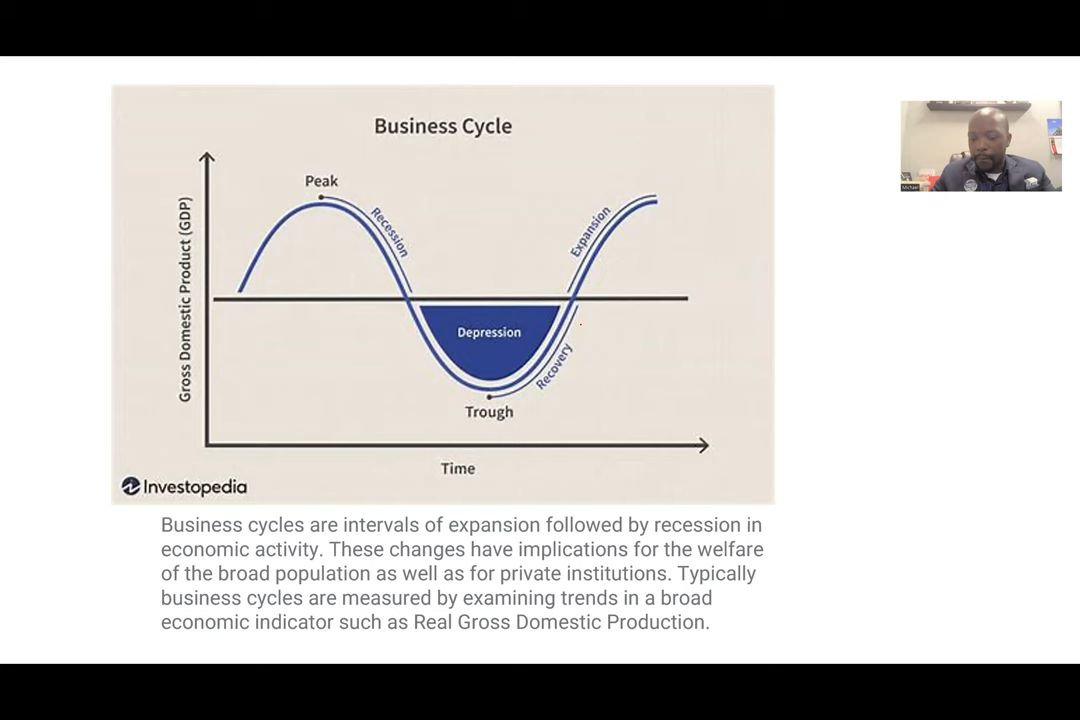 Business Cycle
Peak
Recession
Expansion
Gross Domestic Product (GDP)
Depression
Recovery
Trough
Time
Investopedia
Business cycles are intervals of expansion followed by recession in
economic activity. These changes have implications for the welfare
of the broad population as well as for private institutions. Typically
business cycles are measured by examining trends in a broad
economic indicator such as Real Gross Domestic Production.
Michael